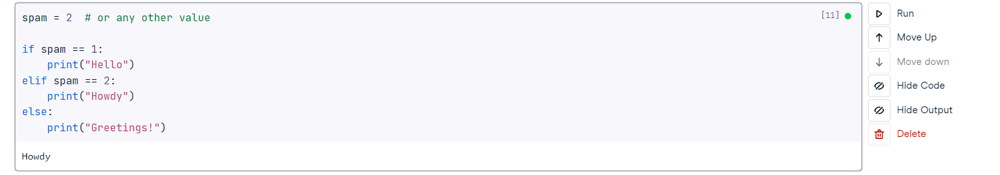 spam = 2  # or any other value
[11]
if spam == 1:
    print("Hello")
elif spam == 2:
    print("Howdy")
else:
    print("Greetings!")
Howdy
Run
Move Up
Move down
Hide Code
Hide Output
Delete